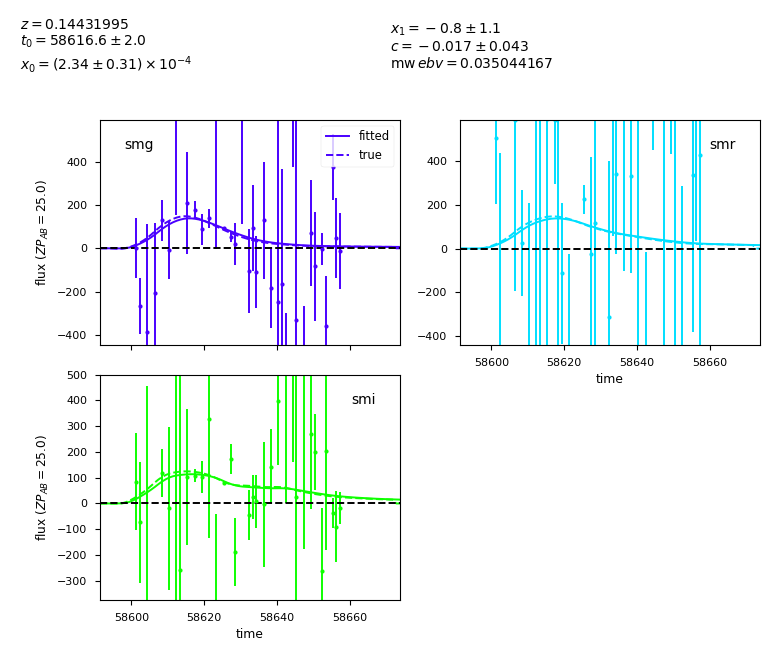 z = 0.14431995
t0 = 58616.6 ± 2.0
x0 = (2.34 ± 0.31) × 10^−4
x1 = −0.8 ± 1.1
c = −0.017 ± 0.043
mw ebv = 0.035044167
smg
fitted
true
400
200
0
−200
−400
flux (ZP_AB = 25.0)
smr
400
200
0
−200
−400
58600 58620 58640 58660
time
smi
500
400
300
200
100
0
−100
−200
−300
flux (ZP_AB = 25.0)
58600 58620 58640 58660
time